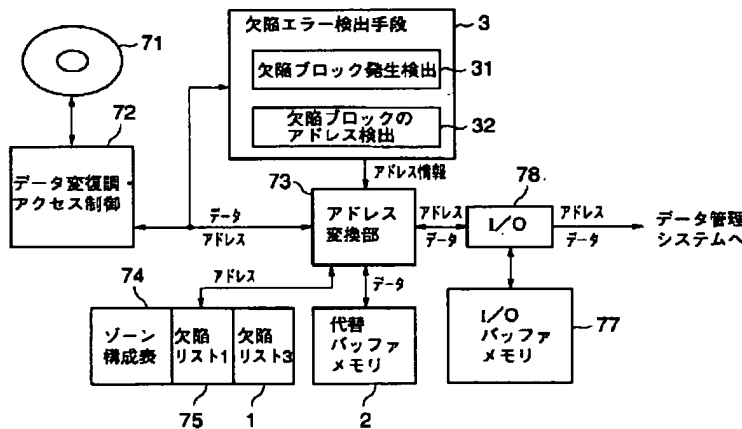 欠陥エラー検出手段
3
71
欠陥ブロック発生検出
31
欠陥ブロックの
アドレス検出
32
72
データ変復調
アクセス制御
73
アドレス情報
78
データ
アドレス
アドレス
変換部
アドレス
データ
I/O
アドレス
データ
データ管理
システムへ
74
アドレス
データ
ゾーン
構成表
欠陥
リスト1
欠陥
リスト3
代替
バッファ
メモリ
I/O
バッファ
メモリ
77
75
1
2